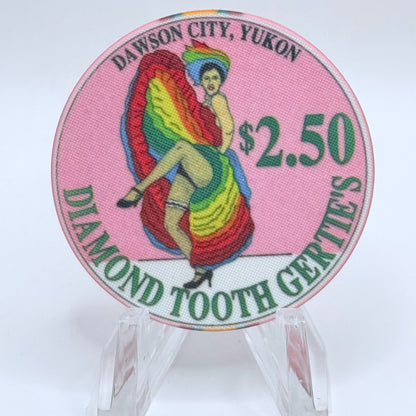 DAWSON CITY, YUKON
$2.50
DIAMOND TOOTH GERTIE'S